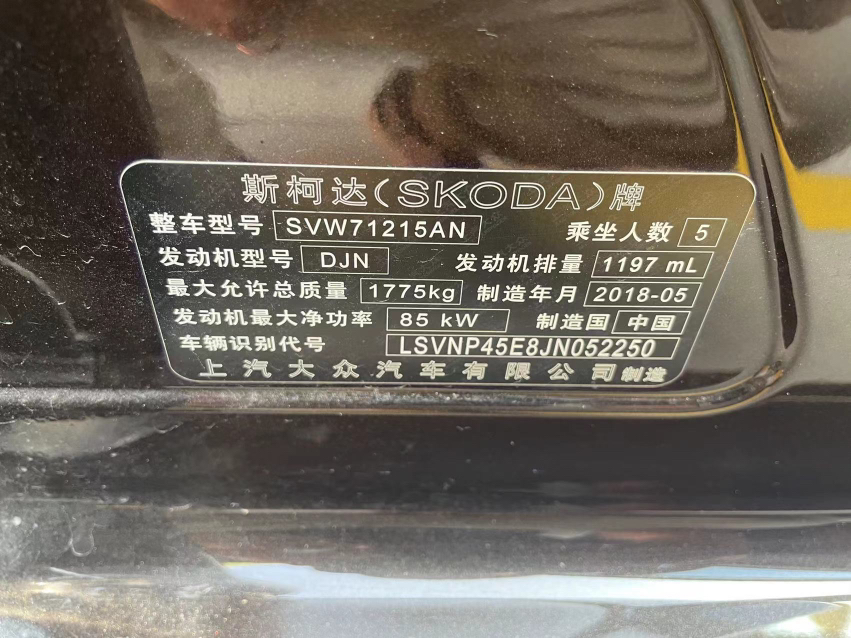 斯柯达(SKODA)牌
整车型号 SVW71215AN 乘坐人数 5
发动机型号 DJN 发动机排量 1197 mL
最大允许总质量 1775kg 制造年月 2018-05
发动机最大净功率 85 kW 制造国 中国
车辆识别代号 LSVNP45E8JN052250
上汽大众汽车有限公司制造